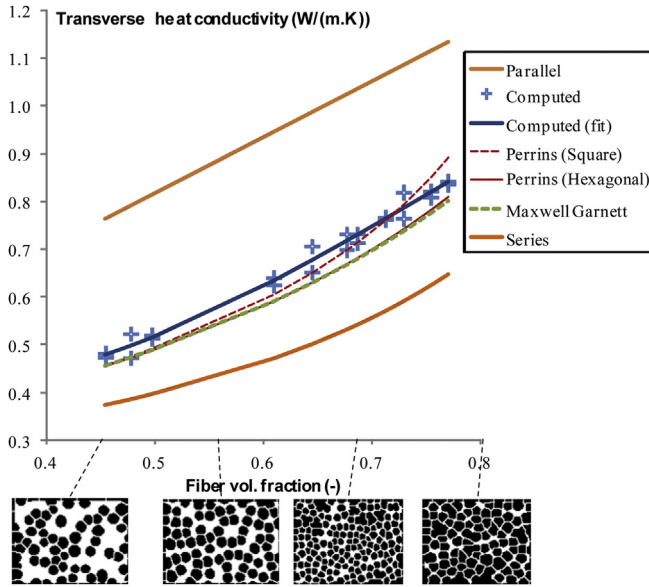 Transverse heat conductivity (W/(m.K))
1.2
1.1
1.0
0.9
0.8
0.7
0.6
0.5
0.4
0.3
0.4
0.5
0.6
0.7
0.8
Fiber vol. fraction (-)
Parallel
Computed
Computed (fit)
Perrins (Square)
Perrins (Hexagonal)
Maxwell Garnett
Series